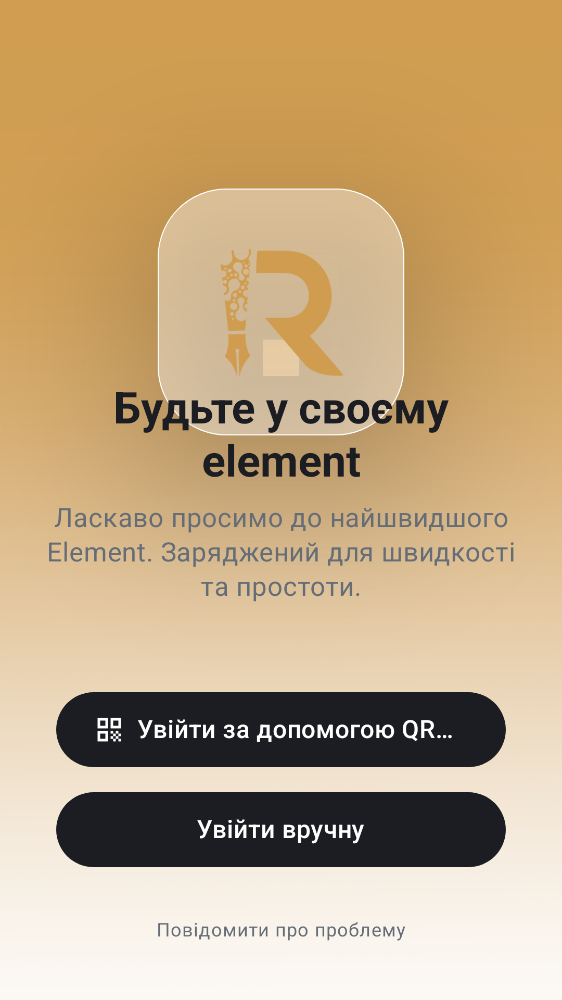 R
Будьте у своєму
element
Ласкаво просимо до найшвидшого
Element. Заряджений для швидкості
та простоти.
Увійти за допомогою QR…
Увійти вручну
Повідомити про проблему